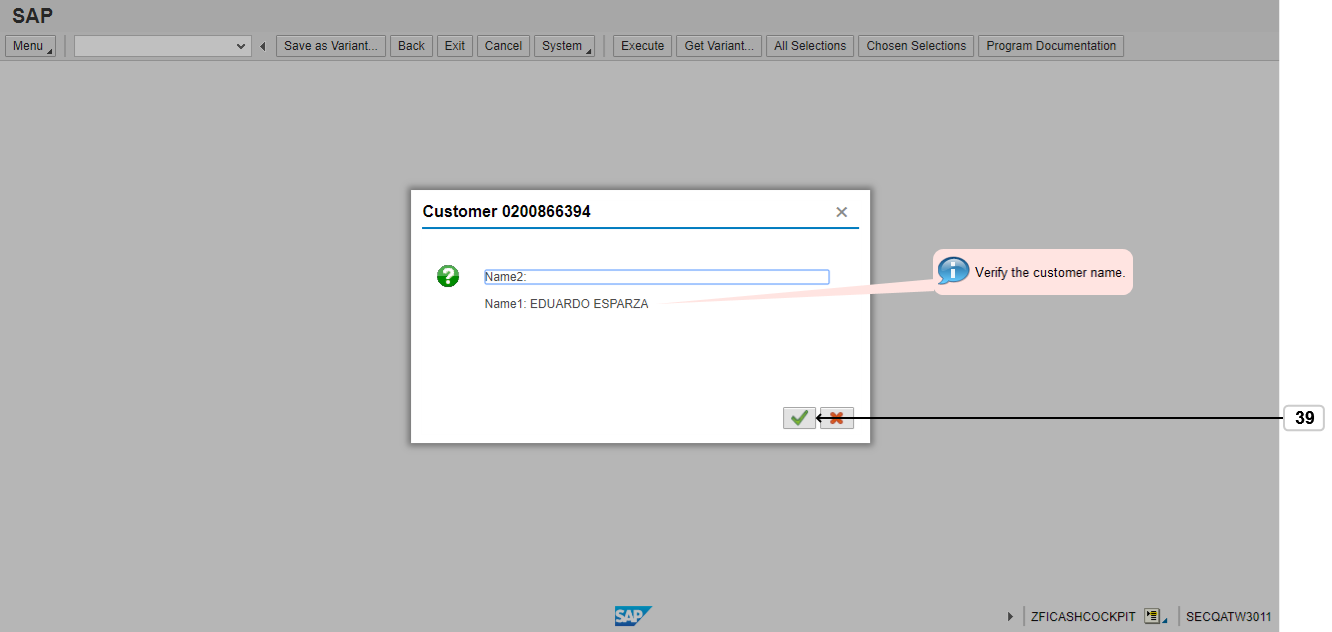 SAP
Menu Save as Variant... Back Exit Cancel System Execute Get Variant... All Selections Chosen Selections Program Documentation
Customer 0200866394
Name2:
Verify the customer name.
Name1: EDUARDO ESPARZA
39
SAP ZFICASHCOCKPIT SECQATW3011